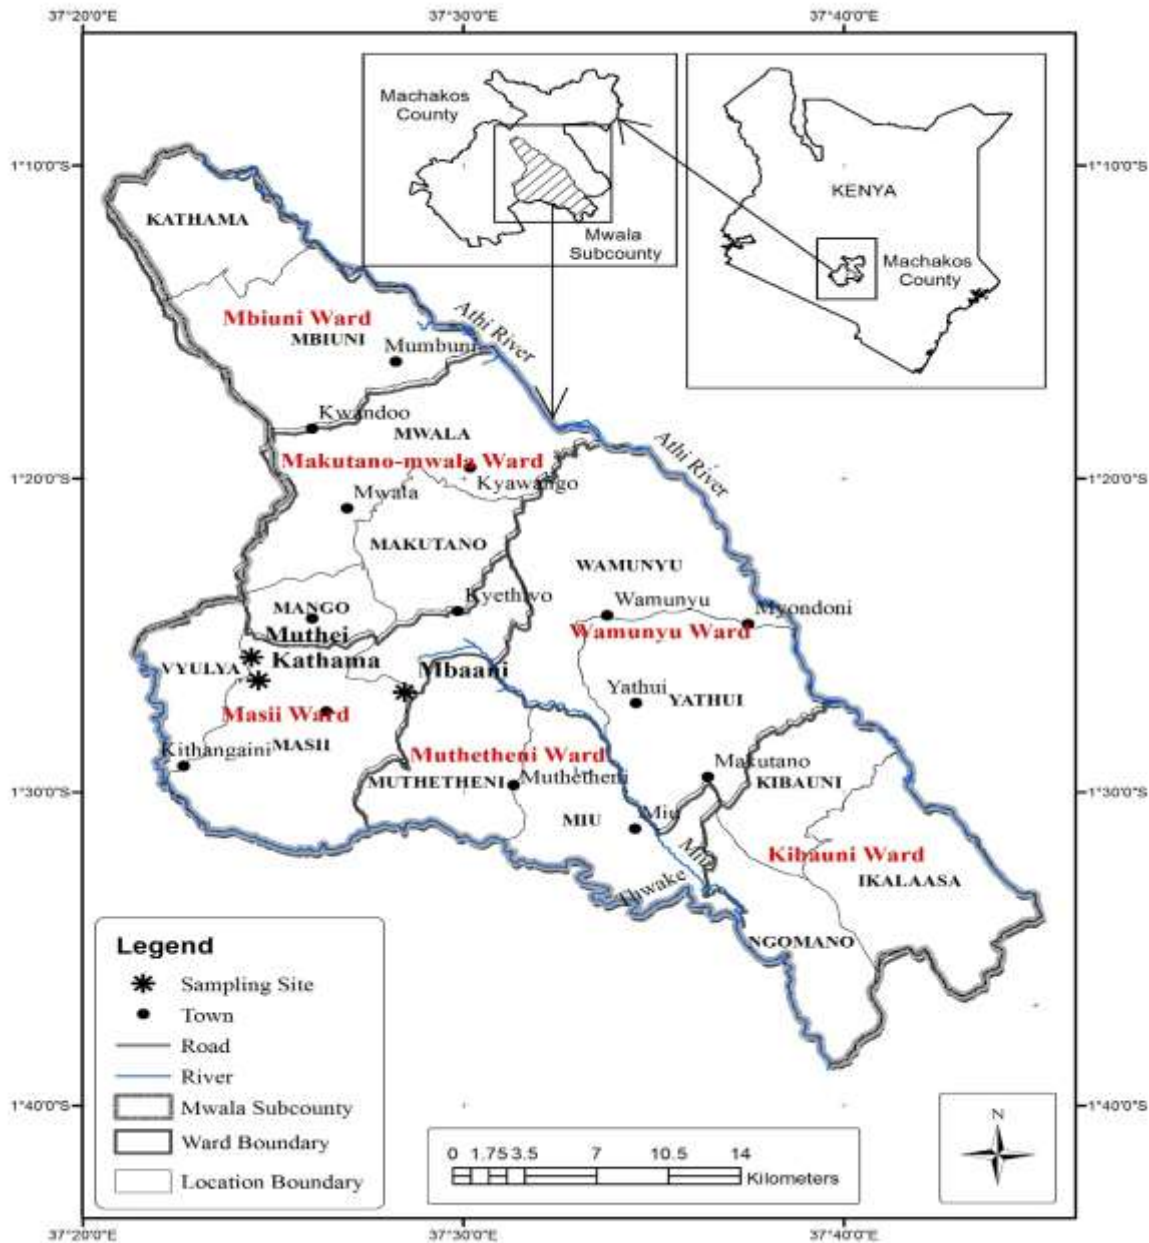 37°20'0"E
37°30'0"E
37°40'0"E
1°10'0"S
1°10'0"S
Machakos
County
Mwala
Subcounty
KENYA
Machakos
County
KATHAMA
Mbiuni Ward
MBIUNI
Mumbuni
Athi River
Kwandoo
MWALA
Makutano-mwala Ward
Kyawango
Athi River
1°20'0"S
1°20'0"S
Mwala
MAKUTANO
WAMUNYU
MANGO
Kyethivo
Wamunyu
Myondoni
Muthei
Wamunyu Ward
VYULYA
Kathama
Mbaani
Yathui
YATHUI
Masii Ward
MASII
Kithangaini
Muthetheni Ward
MUTHETHENI
Muthetheni
Makutano
KIBAUNI
1°30'0"S
1°30'0"S
MIU
Miu
Miu
Kibauni Ward
IKALAASA
Thwake
NGOMANO
Legend
Sampling Site
Town
Road
River
Mwala Subcounty
Ward Boundary
Location Boundary
1°40'0"S
1°40'0"S
0 1.75 3.5 7 10.5 14
Kilometers
N
37°20'0"E
37°30'0"E
37°40'0"E